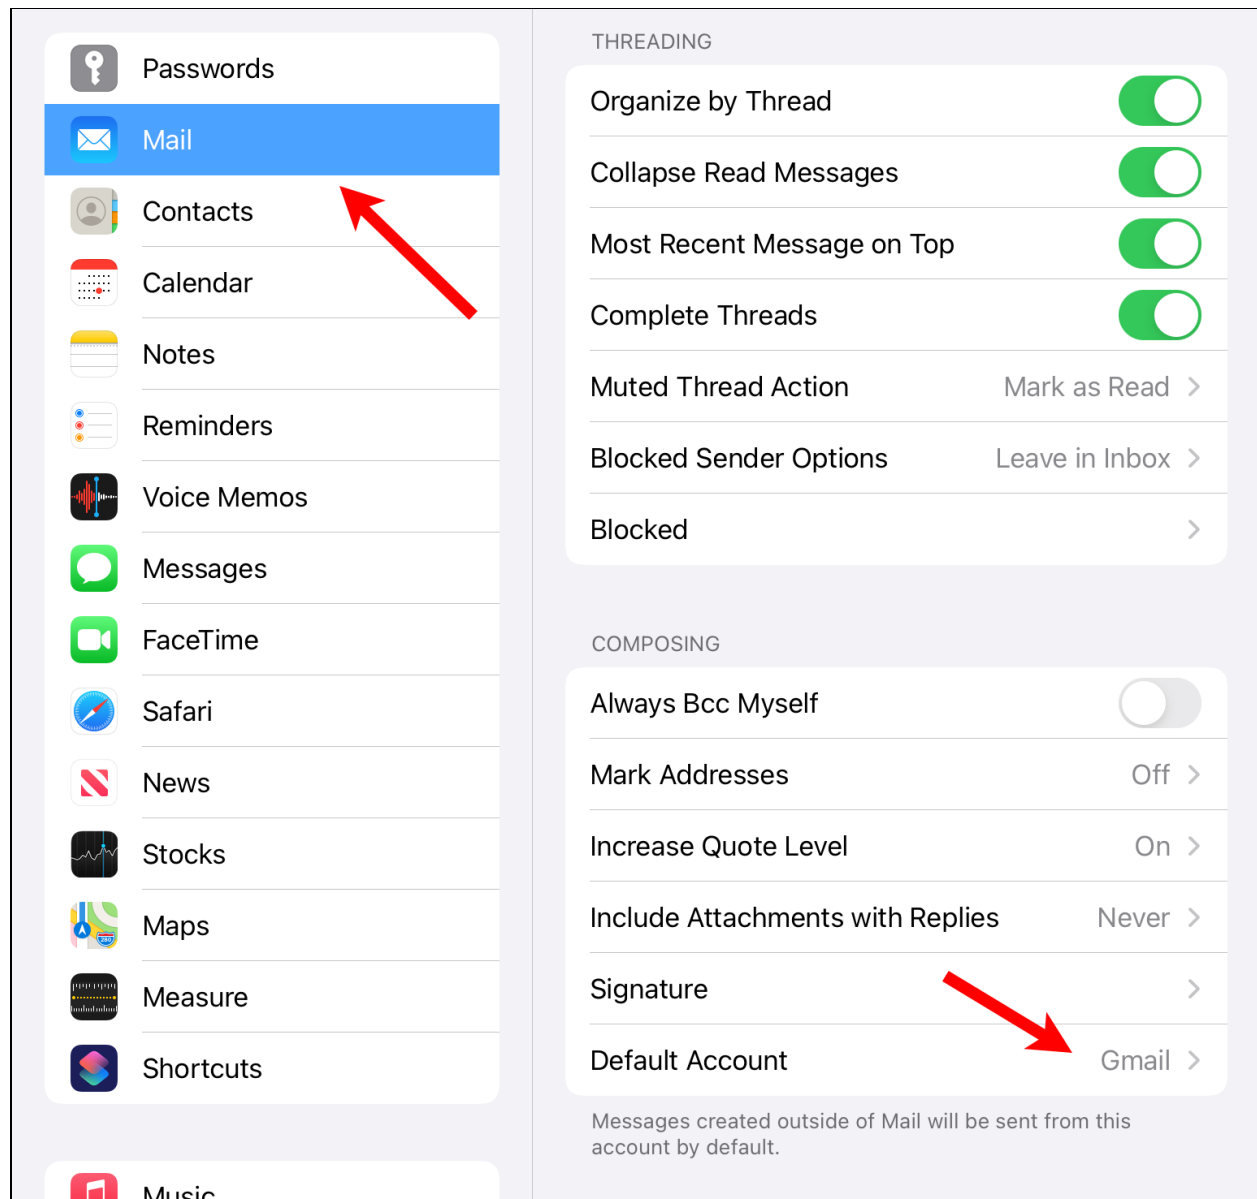 Passwords
Mail
Contacts
Calendar
Notes
Reminders
Voice Memos
Messages
FaceTime
Safari
News
Stocks
280
Maps
Measure
Shortcuts
Music
THREADING
Organize by Thread
Collapse Read Messages
Most Recent Message on Top
Complete Threads
Muted Thread Action Mark as Read
Blocked Sender Options Leave in Inbox
Blocked
COMPOSING
Always Bcc Myself
Mark Addresses Off
Increase Quote Level On
Include Attachments with Replies Never
Signature
Default Account Gmail
Messages created outside of Mail will be sent from this
account by default.